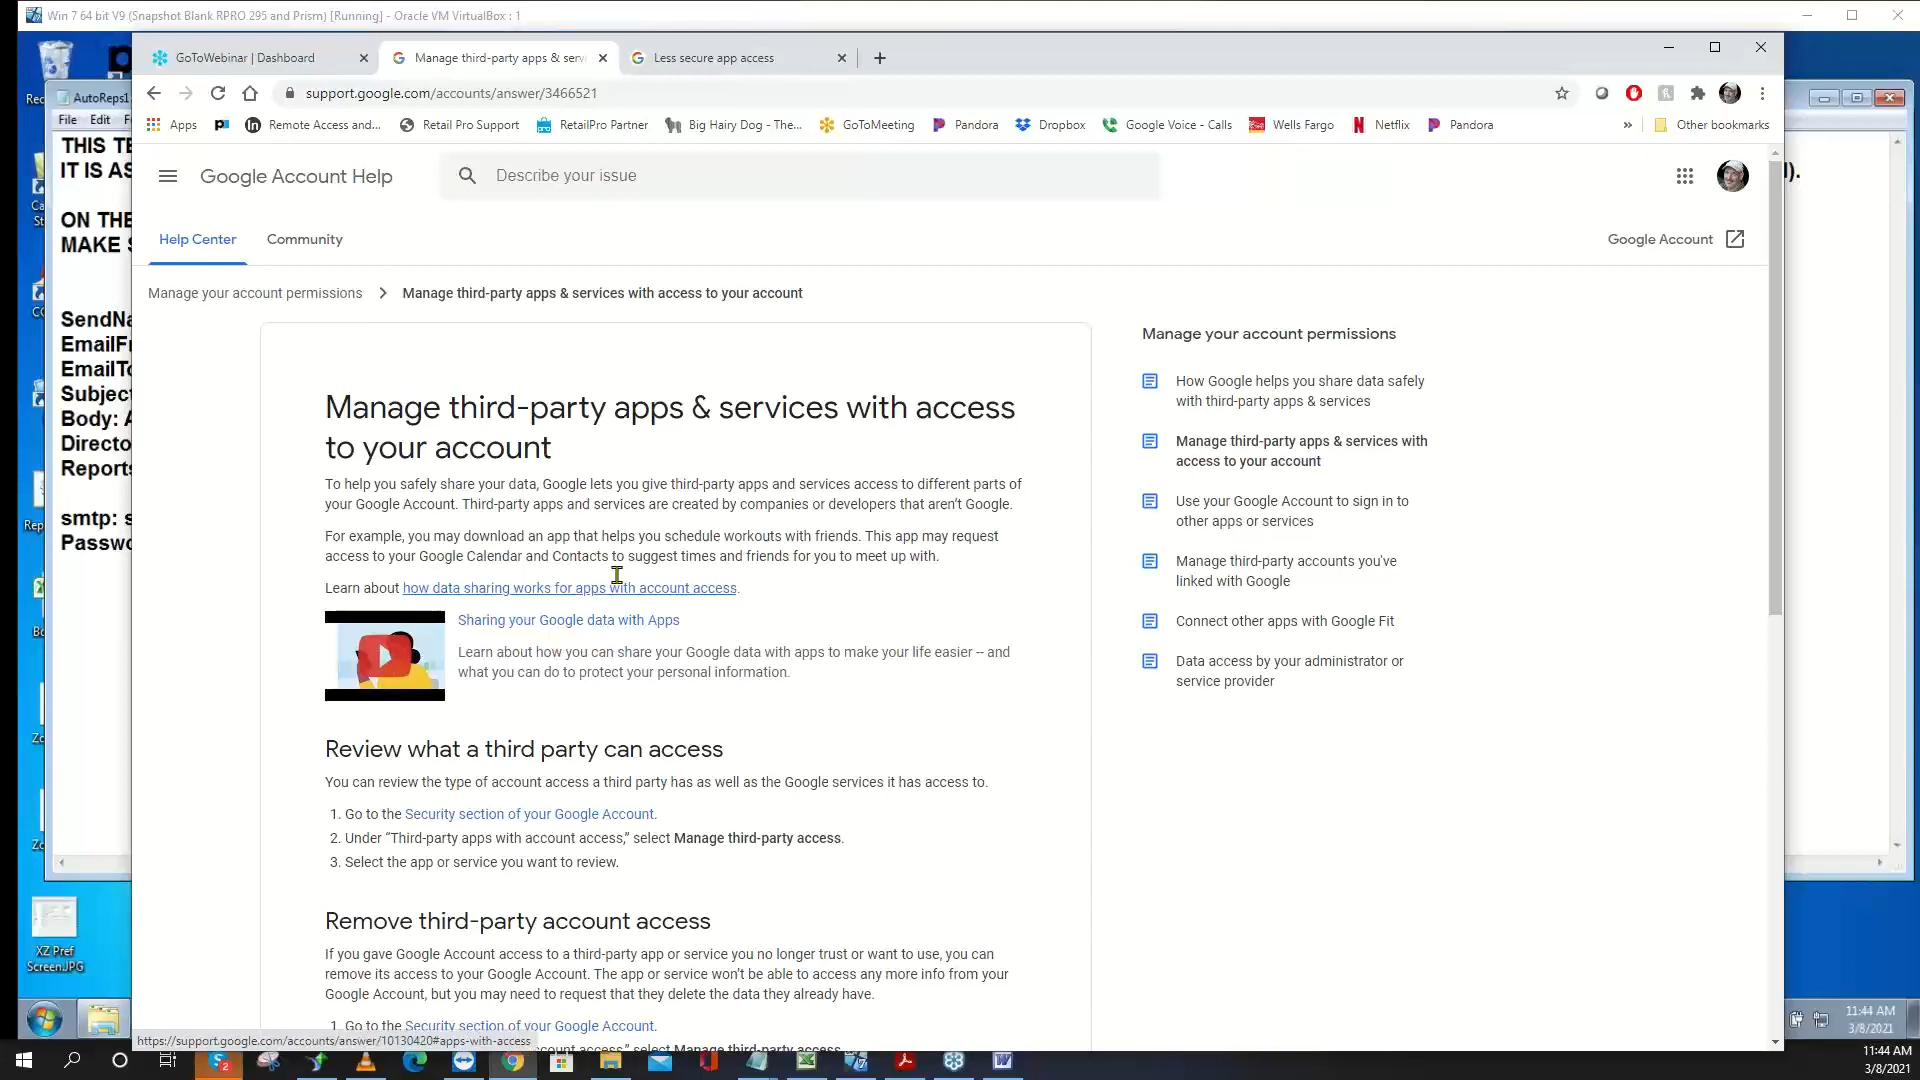 Win 7 64 bit V9 (Snapshot Blank RPRO 295 and Prism) [Running] - Oracle VM VirtualBox : 1
GoToWebinar | Dashboard
Manage third-party apps & serv
Less secure app access
support.google.com/accounts/answer/3466521
Apps
Remote Access and...
Retail Pro Support
RetailPro Partner
Big Hairy Dog - The...
GoToMeeting
Pandora
Dropbox
Google Voice - Calls
Wells Fargo
Netflix
Pandora
Other bookmarks
AutoReps1
File Edit
THIS TE
IT IS AS
ON THE
MAKE S
SendNa
EmailFr
EmailTo
Subject
Body: A
Directo
Reports
smtp: s
Passwo
Google Account Help
Describe your issue
Help Center
Community
Google Account
Manage your account permissions > Manage third-party apps & services with access to your account
Manage third-party apps & services with access
to your account
To help you safely share your data, Google lets you give third-party apps and services access to different parts of
your Google Account. Third-party apps and services are created by companies or developers that aren't Google.
For example, you may download an app that helps you schedule workouts with friends. This app may request
access to your Google Calendar and Contacts to suggest times and friends for you to meet up with.
Learn about how data sharing works for apps with account access.
Sharing your Google data with Apps
Learn about how you can share your Google data with apps to make your life easier -- and
what you can do to protect your personal information.
Review what a third party can access
You can review the type of account access a third party has as well as the Google services it has access to.
1. Go to the Security section of your Google Account.
2. Under “Third-party apps with account access,” select Manage third-party access.
3. Select the app or service you want to review.
Remove third-party account access
If you gave Google Account access to a third-party app or service you no longer trust or want to use, you can
remove its access to your Google Account. The app or service won't be able to access any more info from your
Google Account, but you may need to request that they delete the data they already have.
1. Go to the Security section of your Google Account.
account access,” select Manage third-party access.
Manage your account permissions
How Google helps you share data safely
with third-party apps & services
Manage third-party apps & services with
access to your account
Use your Google Account to sign in to
other apps or services
Manage third-party accounts you've
linked with Google
Connect other apps with Google Fit
Data access by your administrator or
service provider
https://support.google.com/accounts/answer/10130420#apps-with-access
XZ Pref
Screen.JPG
11:44 AM
3/8/2021
11:44 AM
3/8/2021